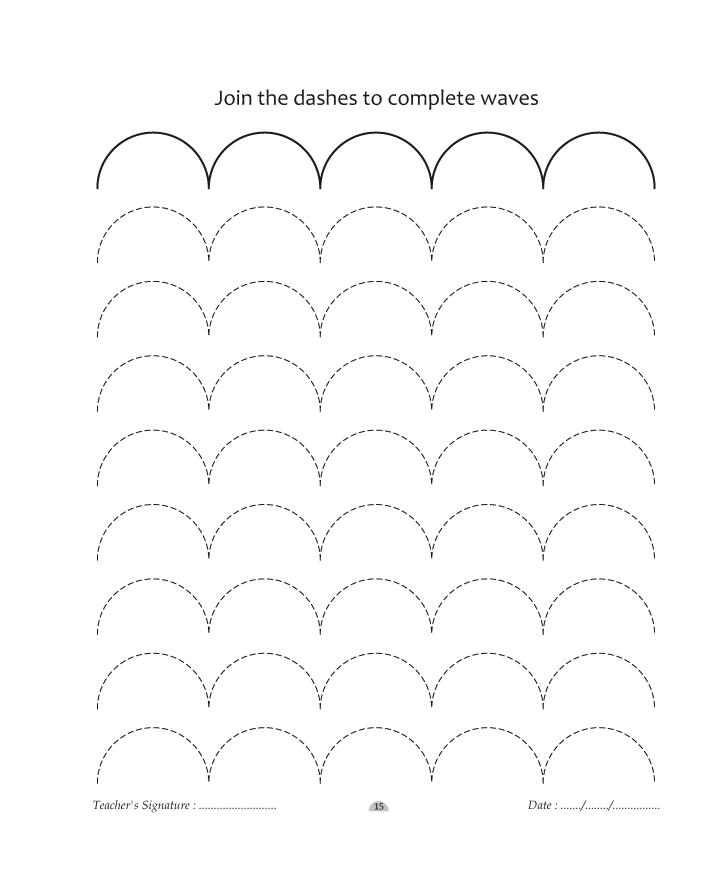 Join the dashes to complete waves
Teacher's Signature : ..........................
15
Date : ......./......../................